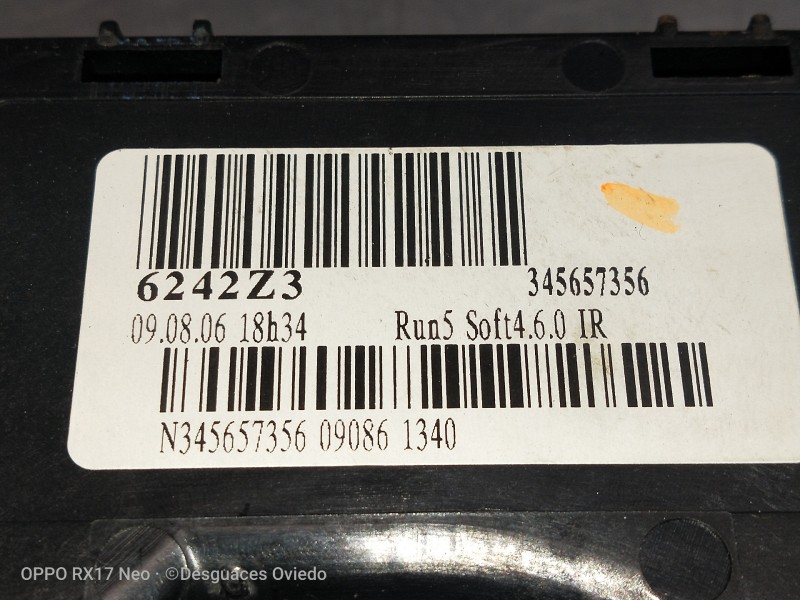 6242Z3 345657356
09.08.06 18h34 Run5 Soft4.6.0 IR
N345657356 09086 1340
OPPO RX17 Neo · ©Desguaces Oviedo